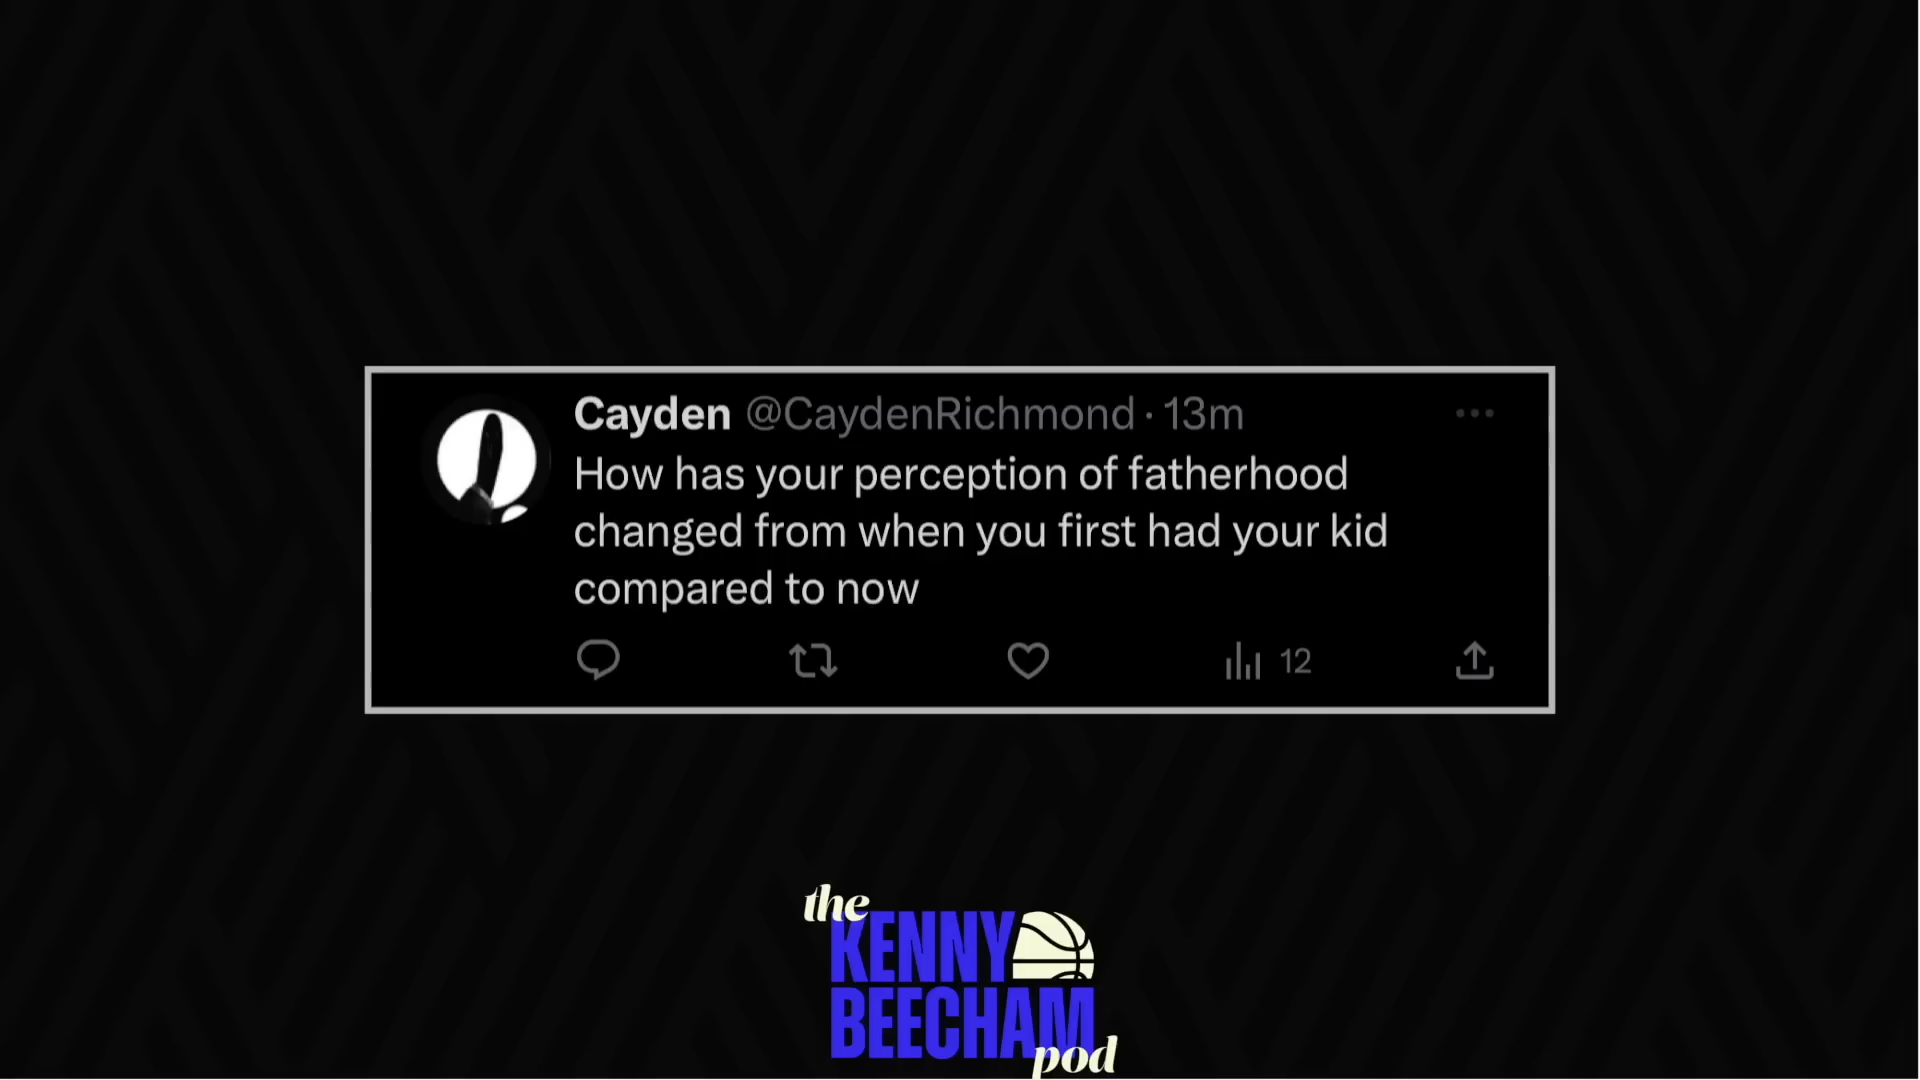 Cayden @CaydenRichmond · 13m
How has your perception of fatherhood
changed from when you first had your kid
compared to now
12
the
KENNY
BEECHAM
pod